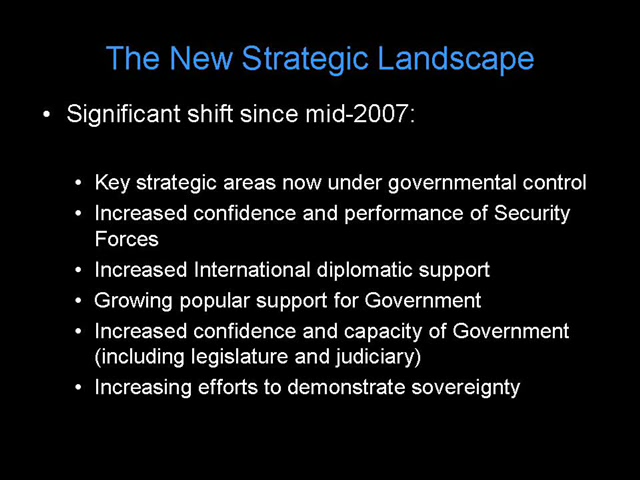 The New Strategic Landscape
• Significant shift since mid-2007:
• Key strategic areas now under governmental control
• Increased confidence and performance of Security
Forces
• Increased International diplomatic support
• Growing popular support for Government
• Increased confidence and capacity of Government
(including legislature and judiciary)
• Increasing efforts to demonstrate sovereignty